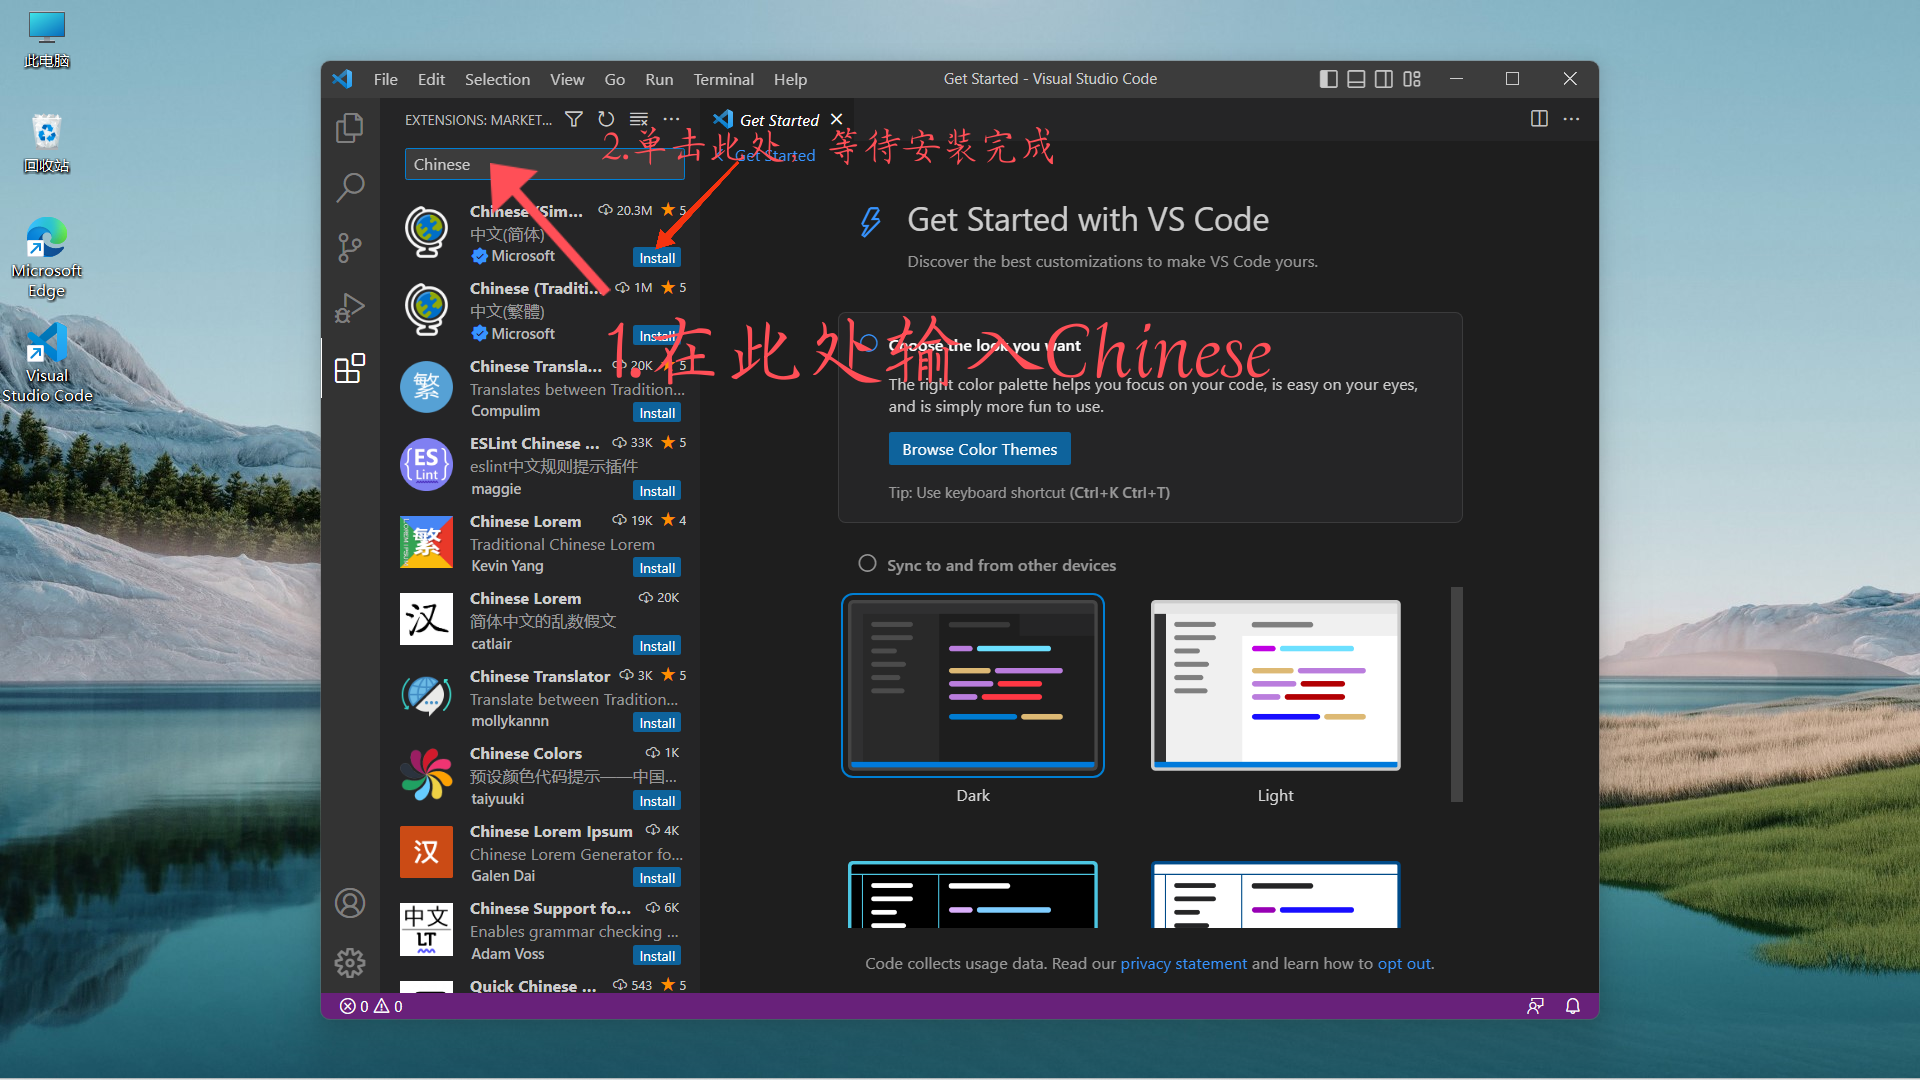 此电脑
回收站
Microsoft
Edge
Visual
Studio Code
File Edit Selection View Go Run Terminal Help
Get Started - Visual Studio Code
EXTENSIONS: MARKET...
Chinese
Chinese (Sim... 20.3M 5
中文(简体)
Microsoft Install
Chinese (Traditi... 1M 5
中文(繁體)
Microsoft Install
Chinese Transla... 20K 5
Translates between Tradition...
Compulim Install
ESLint Chinese ... 33K 5
eslint中文规则提示插件
maggie Install
Chinese Lorem 19K 4
Traditional Chinese Lorem
Kevin Yang Install
Chinese Lorem 20K
简体中文的乱数假文
catlair Install
Chinese Translator 3K 5
Translate between Tradition...
mollykannn Install
Chinese Colors 1K
预设颜色代码提示——中国...
taiyuuki Install
Chinese Lorem Ipsum 4K
Chinese Lorem Generator fo...
Galen Dai Install
Chinese Support fo... 6K
Enables grammar checking ...
Adam Voss Install
Quick Chinese ... 543 5
繁
ES
Lint
LOREM IPSUM
繁
汉
汉
中文
LT
Get Started
Get Started
2.单击此处，等待安装完成
1.在此处输入Chinese
Get Started with VS Code
Discover the best customizations to make VS Code yours.
Choose the look you want
The right color palette helps you focus on your code, is easy on your eyes,
and is simply more fun to use.
Browse Color Themes
Tip: Use keyboard shortcut (Ctrl+K Ctrl+T)
Sync to and from other devices
Dark Light
Code collects usage data. Read our privacy statement and learn how to opt out.
0 0